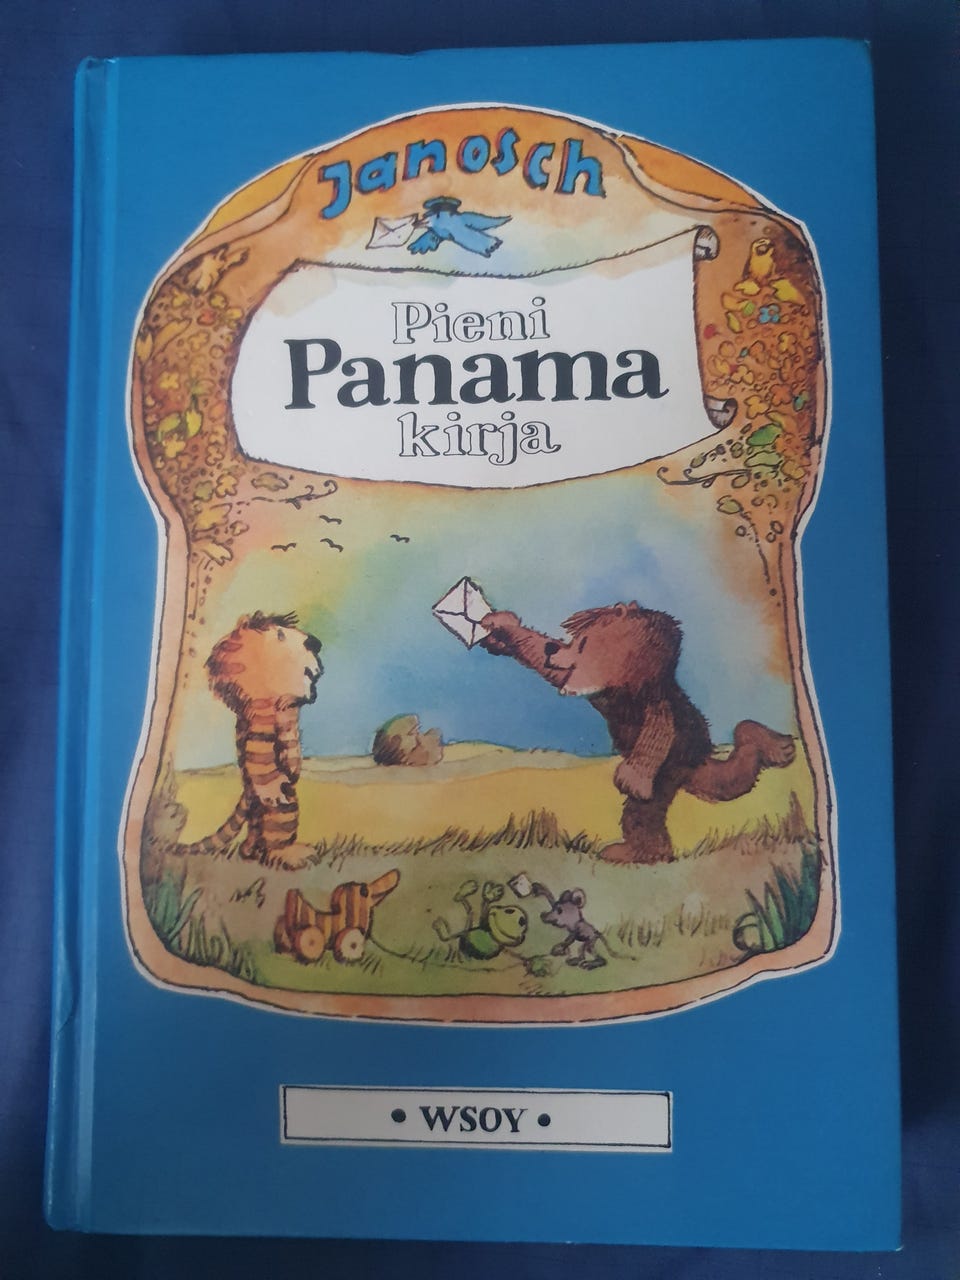 Janosch
Pieni
Panama
kirja
• WSOY •